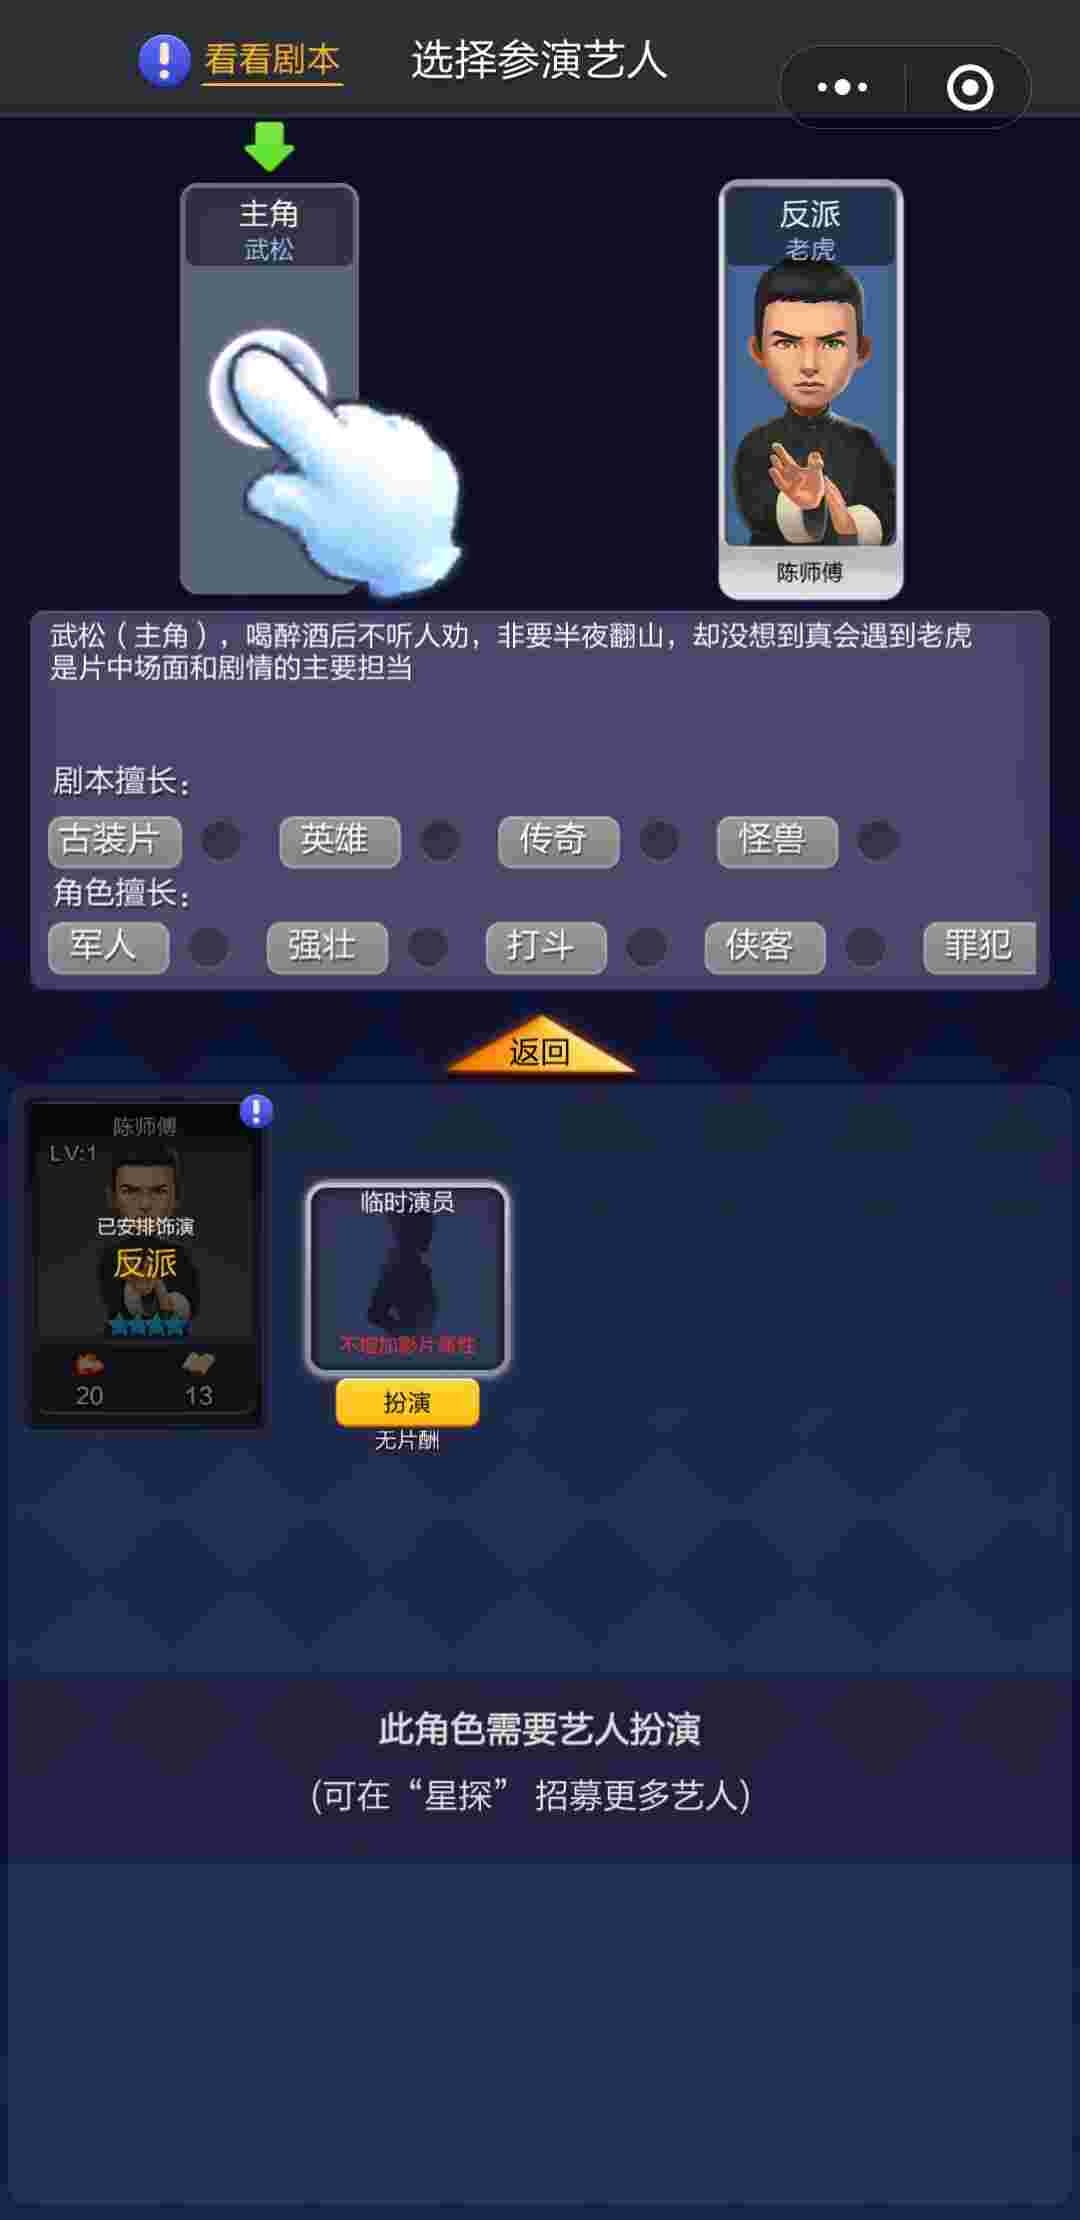 看看剧本
选择参演艺人
主角
武松
反派
老虎
陈师傅
武松（主角），喝醉酒后不听人劝，非要半夜翻山，却没想到真会遇到老虎
是片中场面和剧情的主要担当
剧本擅长：
古装片 英雄 传奇 怪兽
角色擅长：
军人 强壮 打斗 侠客 罪犯
返回
陈师傅
LV:1
已安排饰演
反派
20 13
临时演员
不增加影片属性
扮演
无片酬
此角色需要艺人扮演
(可在“星探” 招募更多艺人)